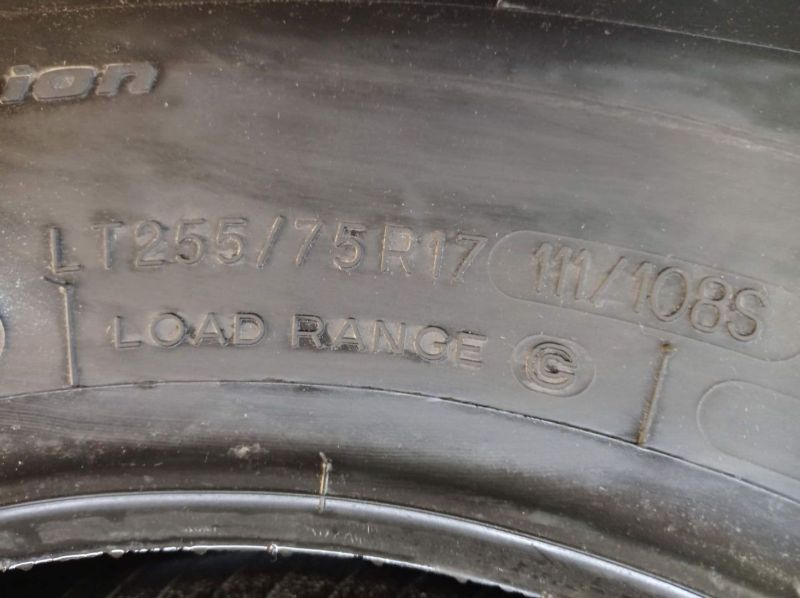 ion
LT255/75R17 111/108S
LOAD RANGE C